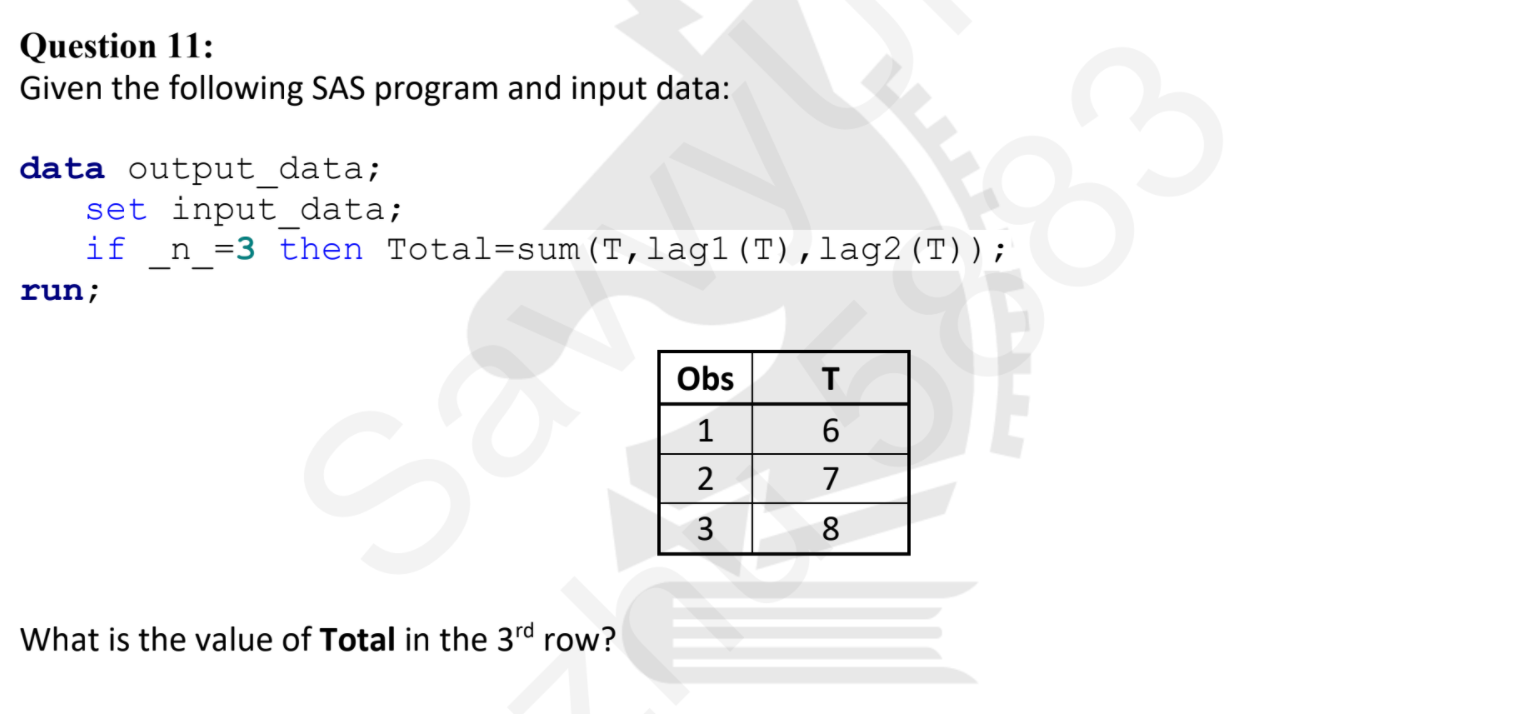 Question 11:
Given the following SAS program and input data:
data output_data;
set input_data;
if _n_=3 then Total=sum(T,lag1(T),lag2(T));
run;
Obs T
1 6
2 7
3 8
What is the value of Total in the 3rd row?